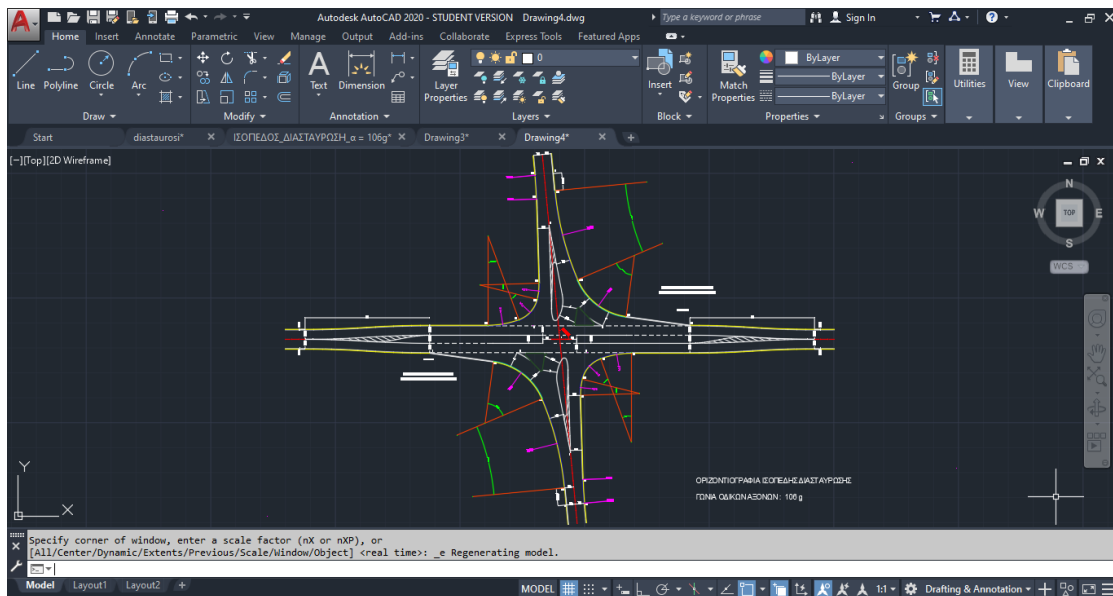 Autodesk AutoCAD 2020 - STUDENT VERSION Drawing4.dwg
Type a keyword or phrase
Sign In
Home Insert Annotate Parametric View Manage Output Add-ins Collaborate Express Tools Featured Apps
Line Polyline Circle Arc
Text Dimension
Layer Properties
0
Insert
Match Properties
ByLayer
ByLayer
ByLayer
Group
Utilities
View
Clipboard
Draw Modify Annotation Layers Block Properties Groups
Start diastaurosi* ΙΣΟΠΕΔΟΣ_ΔΙΑΣΤΑΥΡΩΣΗ_α = 106g* Drawing3* Drawing4*
[−][Top][2D Wireframe]
N
W TOP E
S
WCS
ΟΡΙΖΟΝΤΙΟΓΡΑΦΙΑ ΙΣΟΠΕΔΗΣ ΔΙΑΣΤΑΥΡΩΣΗΣ
ΓΩΝΙΑ ΟΔΙΚΩΝ ΑΞΟΝΩΝ : 106 g
Y
X
Specify corner of window, enter a scale factor (nX or nXP), or
[All/Center/Dynamic/Extents/Previous/Scale/Window/Object] <real time>: _e Regenerating model.
Model Layout1 Layout2 +
MODEL
1:1
Drafting & Annotation